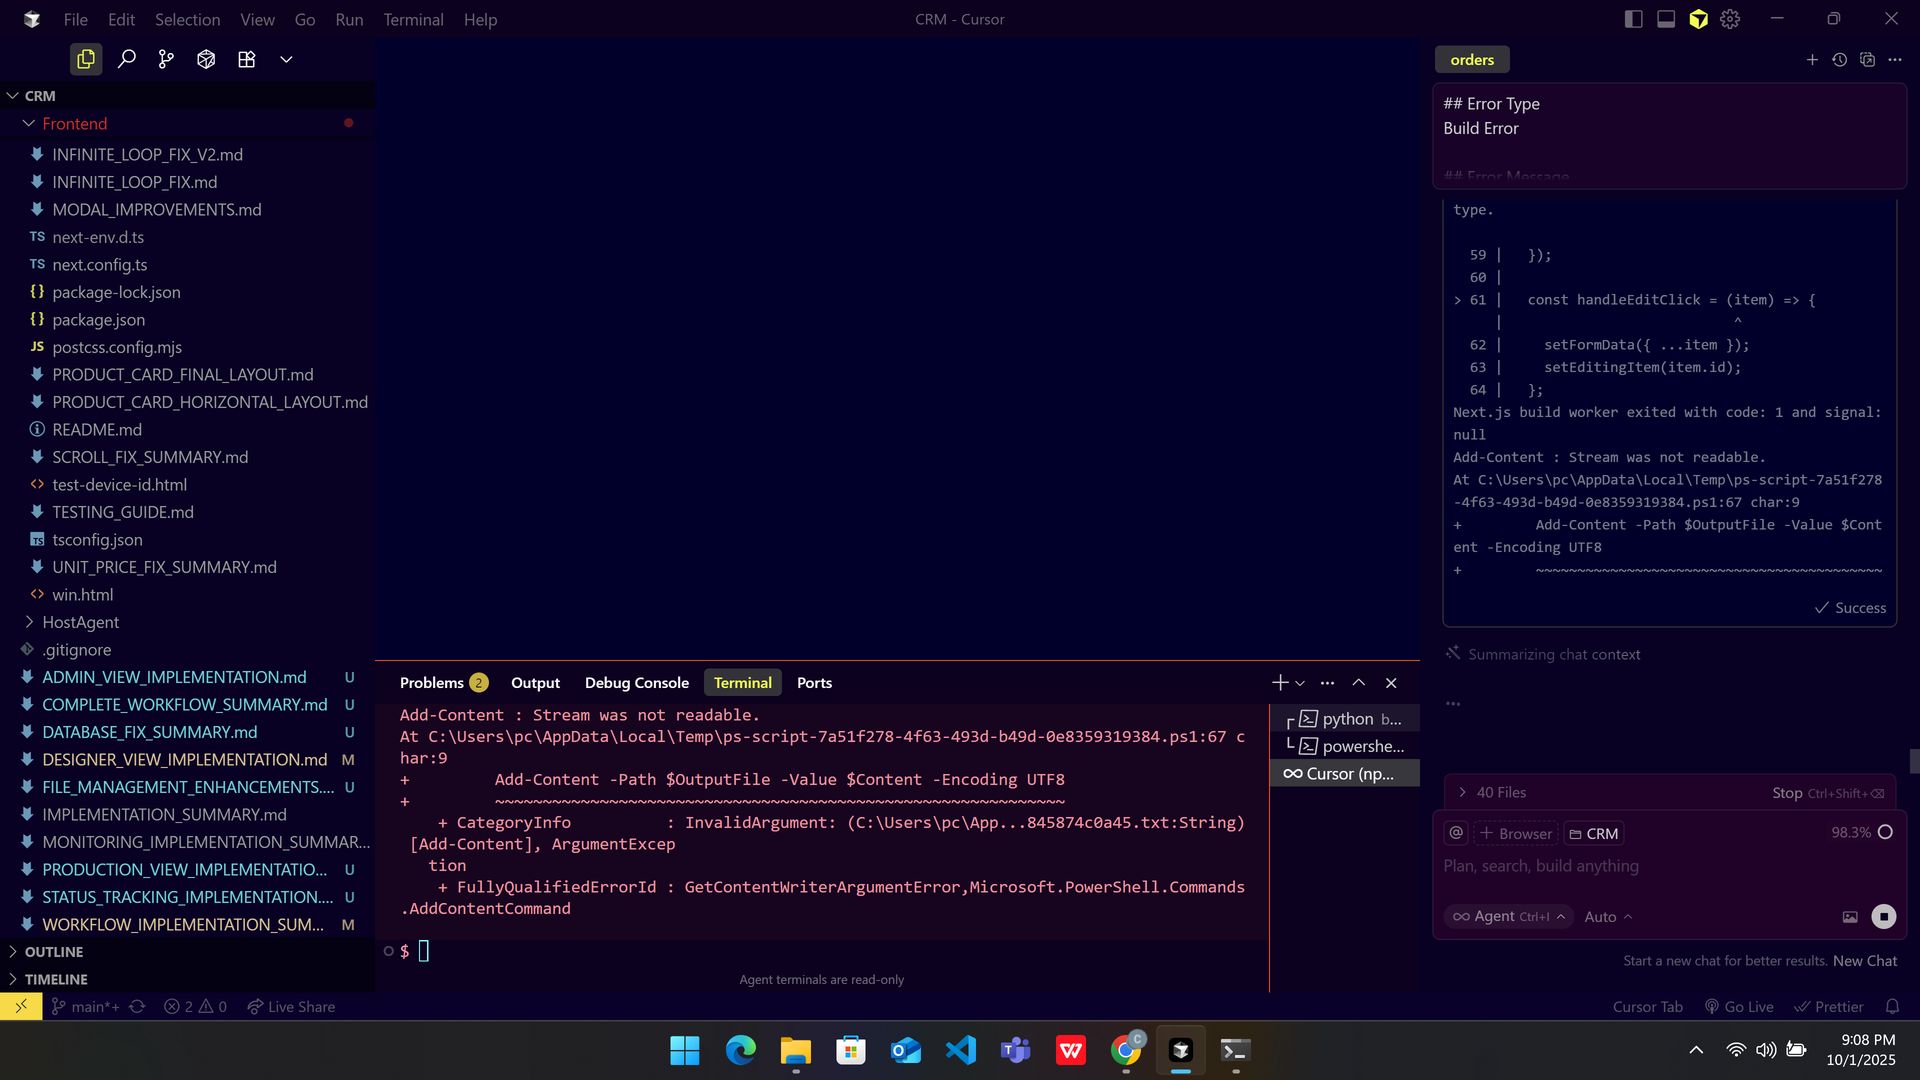 File Edit Selection View Go Run Terminal Help
CRM - Cursor
CRM
Frontend
INFINITE_LOOP_FIX_V2.md
INFINITE_LOOP_FIX.md
MODAL_IMPROVEMENTS.md
TS next-env.d.ts
TS next.config.ts
{} package-lock.json
{} package.json
JS postcss.config.mjs
PRODUCT_CARD_FINAL_LAYOUT.md
PRODUCT_CARD_HORIZONTAL_LAYOUT.md
README.md
SCROLL_FIX_SUMMARY.md
<> test-device-id.html
TESTING_GUIDE.md
TS tsconfig.json
UNIT_PRICE_FIX_SUMMARY.md
<> win.html
HostAgent
.gitignore
ADMIN_VIEW_IMPLEMENTATION.md U
COMPLETE_WORKFLOW_SUMMARY.md U
DATABASE_FIX_SUMMARY.md U
DESIGNER_VIEW_IMPLEMENTATION.md M
FILE_MANAGEMENT_ENHANCEMENTS.... U
IMPLEMENTATION_SUMMARY.md
MONITORING_IMPLEMENTATION_SUMMAR...
PRODUCTION_VIEW_IMPLEMENTATIO... U
STATUS_TRACKING_IMPLEMENTATION.... U
WORKFLOW_IMPLEMENTATION_SUM... M
OUTLINE
TIMELINE
Problems 2 Output Debug Console Terminal Ports
Add-Content : Stream was not readable.
At C:\Users\pc\AppData\Local\Temp\ps-script-7a51f278-4f63-493d-b49d-0e8359319384.ps1:67 c
har:9
+         Add-Content -Path $OutputFile -Value $Content -Encoding UTF8
+         ~~~~~~~~~~~~~~~~~~~~~~~~~~~~~~~~~~~~~~~~~~~~~~~~~~~~~~~~~~~~
    + CategoryInfo          : InvalidArgument: (C:\Users\pc\App...845874c0a45.txt:String)
 [Add-Content], ArgumentExcep
   tion
    + FullyQualifiedErrorId : GetContentWriterArgumentError,Microsoft.PowerShell.Commands
.AddContentCommand
$
Agent terminals are read-only
python b...
powershe...
Cursor (np...
orders
## Error Type
Build Error
## Error Message
type.
59 |   });
60 |
> 61 |   const handleEditClick = (item) => {
|                            ^
62 |     setFormData({ ...item });
63 |     setEditingItem(item.id);
64 |   };
Next.js build worker exited with code: 1 and signal:
null
Add-Content : Stream was not readable.
At C:\Users\pc\AppData\Local\Temp\ps-script-7a51f278
-4f63-493d-b49d-0e8359319384.ps1:67 char:9
+         Add-Content -Path $OutputFile -Value $Cont
ent -Encoding UTF8
+         ~~~~~~~~~~~~~~~~~~~~~~~~~~~~~~~~~~~~~~~~~~
Success
Summarizing chat context
...
40 Files Stop Ctrl+Shift+⌫
@ + Browser CRM 98.3%
Plan, search, build anything
Agent Ctrl+I Auto
Start a new chat for better results. New Chat
main*+ 2 0 Live Share
Cursor Tab Go Live Prettier
9:08 PM
10/1/2025